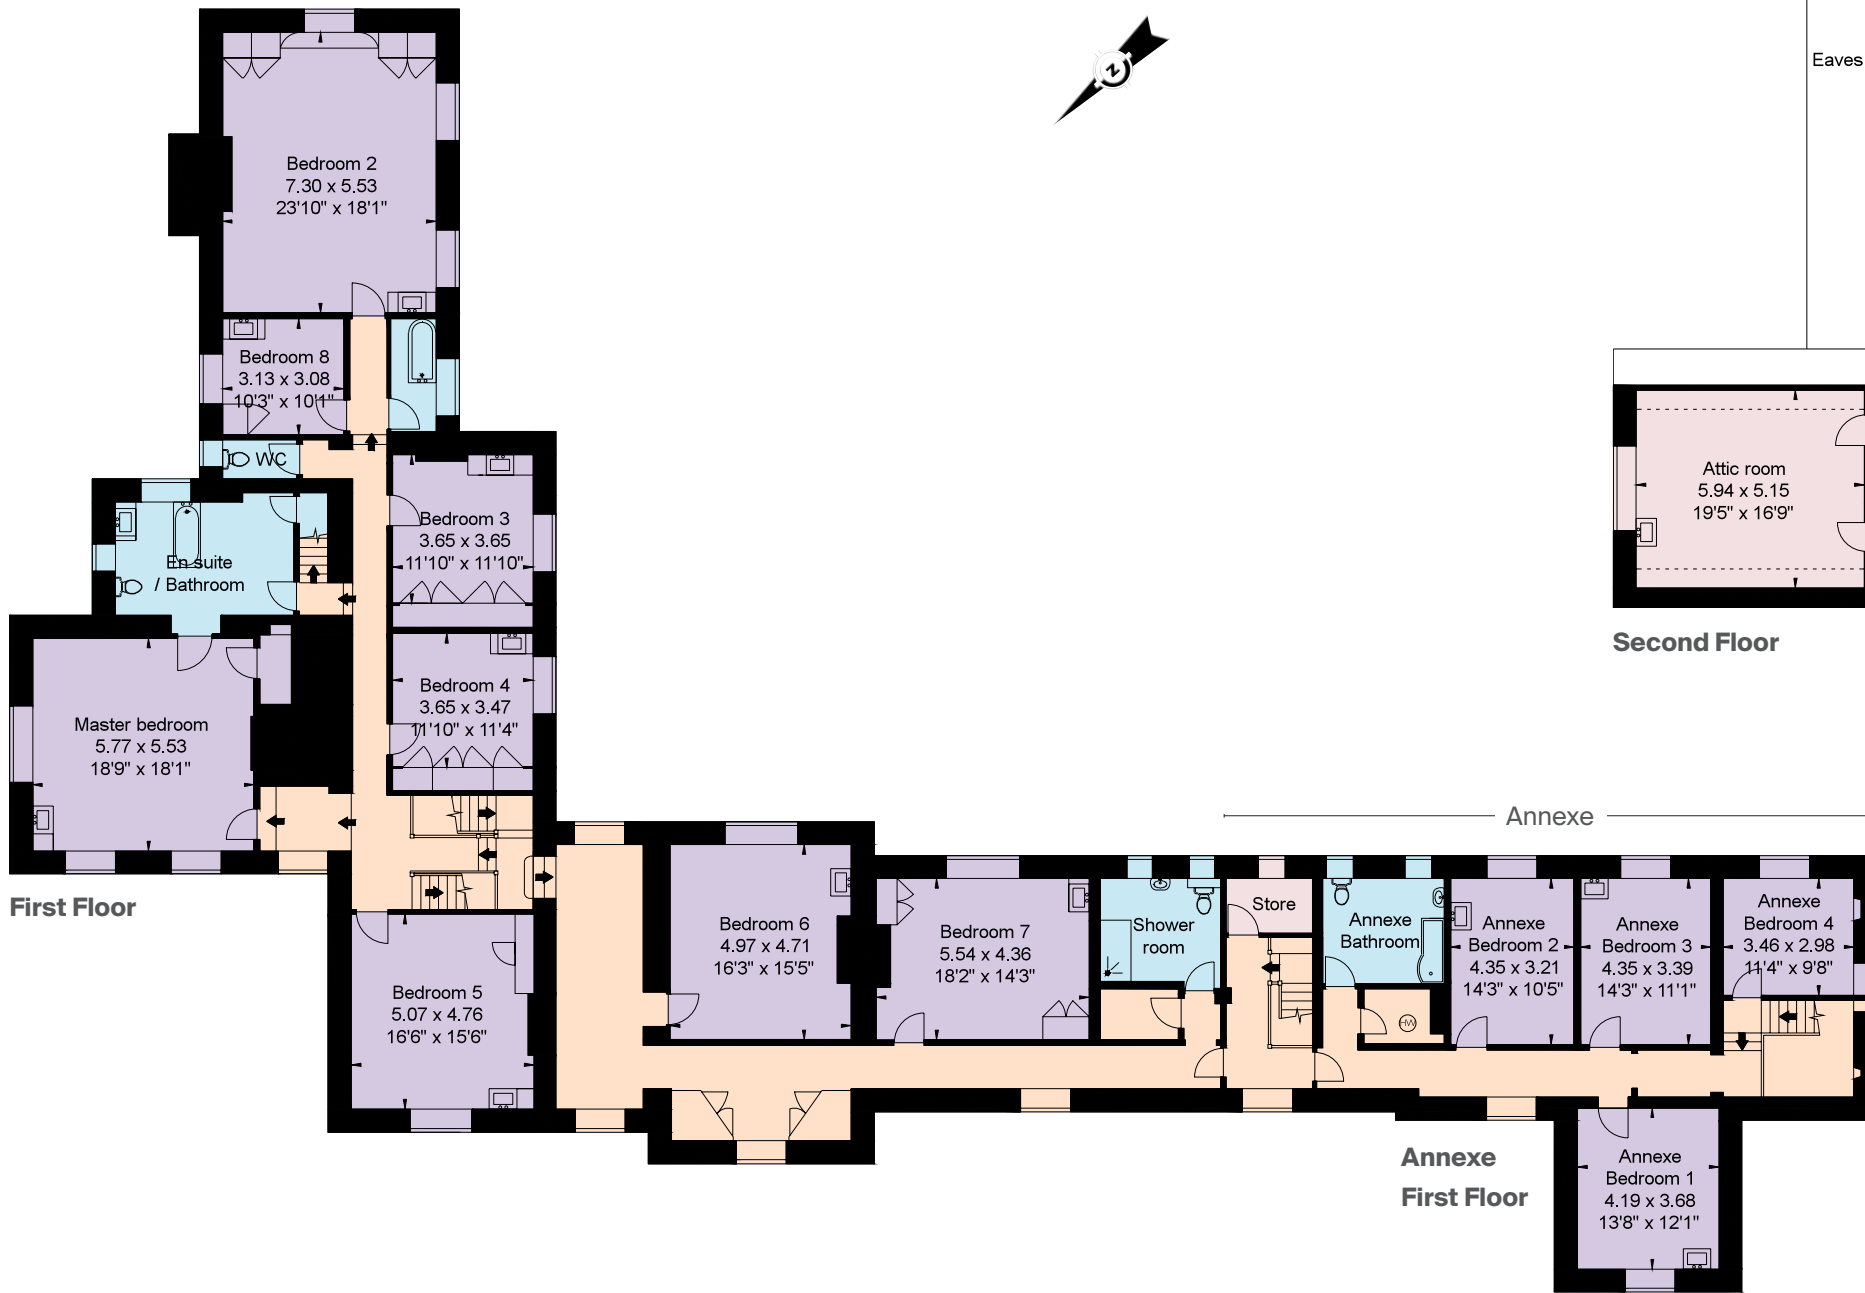 Eaves
N
Bedroom 2
7.30 x 5.53
23'10" x 18'1"
Bedroom 8
3.13 x 3.08
10'3" x 10'1"
WC
Bedroom 3
3.65 x 3.65
11'10" x 11'10"
En suite
/ Bathroom
Attic room
5.94 x 5.15
19'5" x 16'9"
Second Floor
Bedroom 4
3.65 x 3.47
11'10" x 11'4"
Master bedroom
5.77 x 5.53
18'9" x 18'1"
First Floor
Annexe
Bedroom 6
4.97 x 4.71
16'3" x 15'5"
Bedroom 7
5.54 x 4.36
18'2" x 14'3"
Shower
room
Store
Annexe
Bathroom
Annexe
Bedroom 2
4.35 x 3.21
14'3" x 10'5"
Annexe
Bedroom 3
4.35 x 3.39
14'3" x 11'1"
Annexe
Bedroom 4
3.46 x 2.98
11'4" x 9'8"
Bedroom 5
5.07 x 4.76
16'6" x 15'6"
HW
Annexe
First Floor
Annexe
Bedroom 1
4.19 x 3.68
13'8" x 12'1"